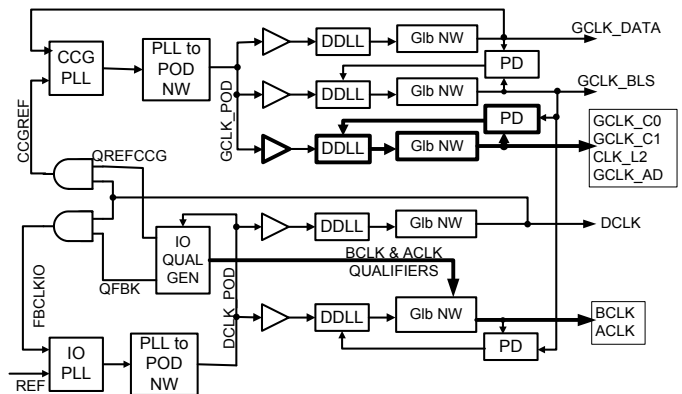 CCG
PLL
PLL to
POD
NW
GCLK_POD
DDLL
Glb NW
GCLK_DATA
PD
DDLL
Glb NW
GCLK_BLS
PD
DDLL
Glb NW
GCLK_C0
GCLK_C1
CLK_L2
GCLK_AD
CCGREF
QREFCCG
IO
QUAL
GEN
QFBK
FBCLKIO
DCLK_POD
DDLL
Glb NW
DCLK
BCLK & ACLK
QUALIFIERS
DDLL
Glb NW
BCLK
ACLK
PD
IO
PLL
REF
PLL to
POD
NW